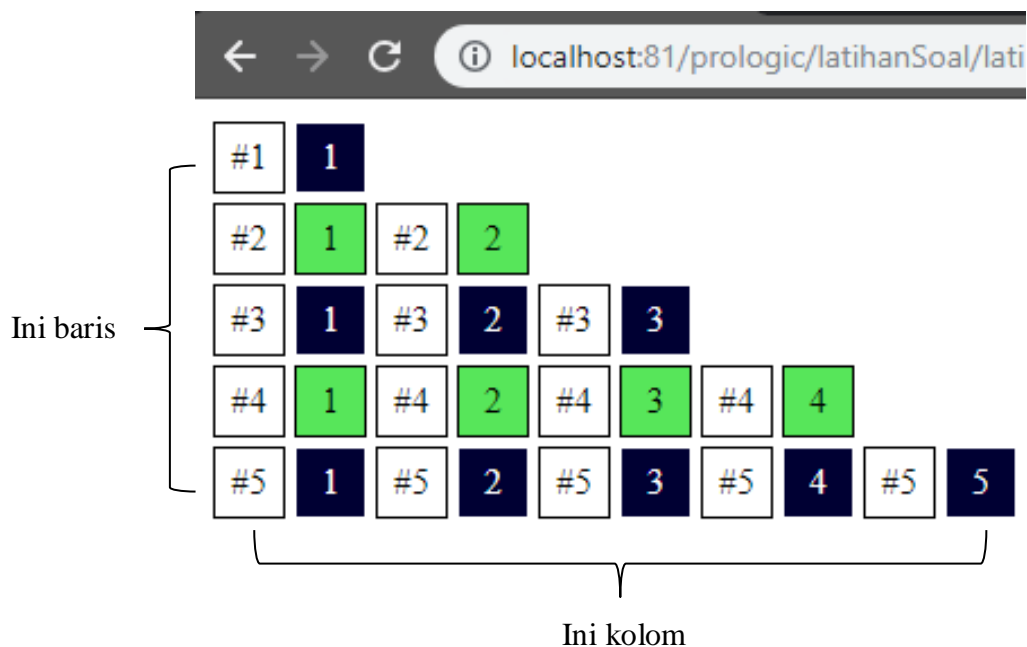 localhost:81/prologic/latihanSoal/lati
#1 1
#2 1 #2 2
#3 1 #3 2 #3 3
Ini baris
#4 1 #4 2 #4 3 #4 4
#5 1 #5 2 #5 3 #5 4 #5 5
Ini kolom